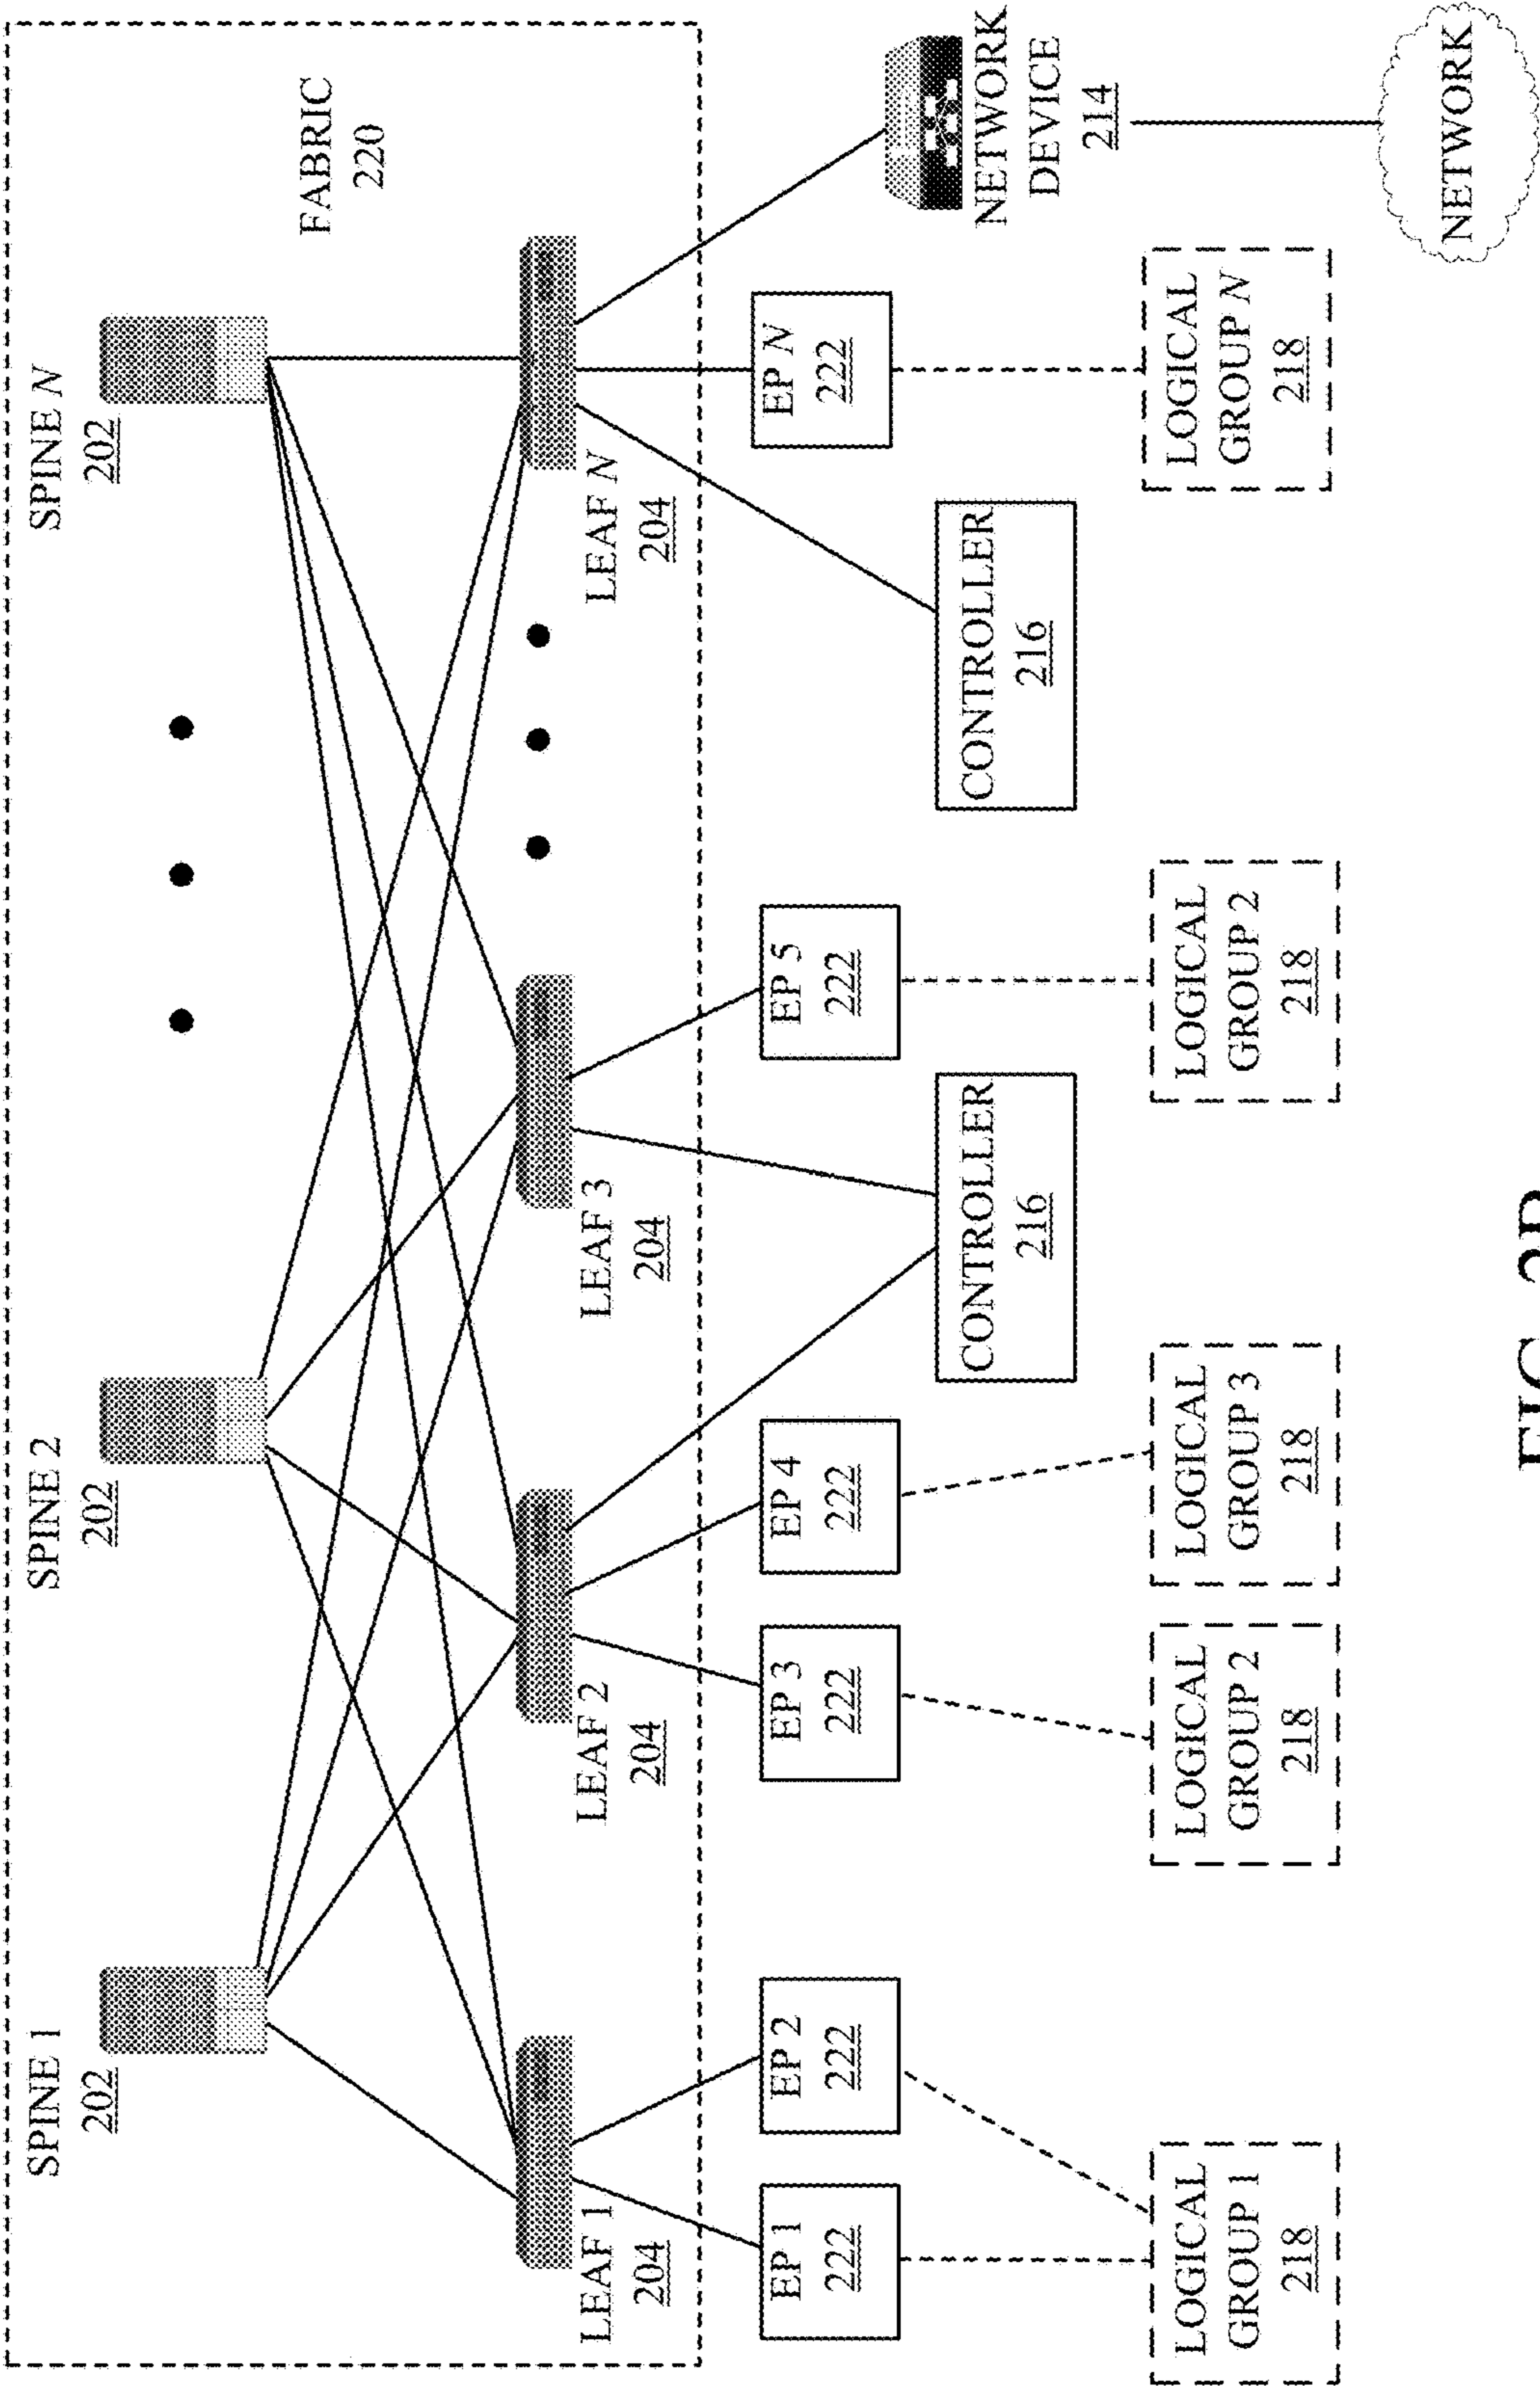 SPINE 1
202
SPINE 2
202
SPINE N
202
FABRIC
220
LEAF 1
204
LEAF 2
204
LEAF 3
204
LEAF N
204
EP 1
222
EP 2
222
EP 3
222
EP 4
222
EP 5
222
EP N
222
CONTROLLER
216
CONTROLLER
216
NETWORK
DEVICE
214
LOGICAL
GROUP 1
218
LOGICAL
GROUP 2
218
LOGICAL
GROUP 3
218
LOGICAL
GROUP 2
218
LOGICAL
GROUP N
218
NETWORK